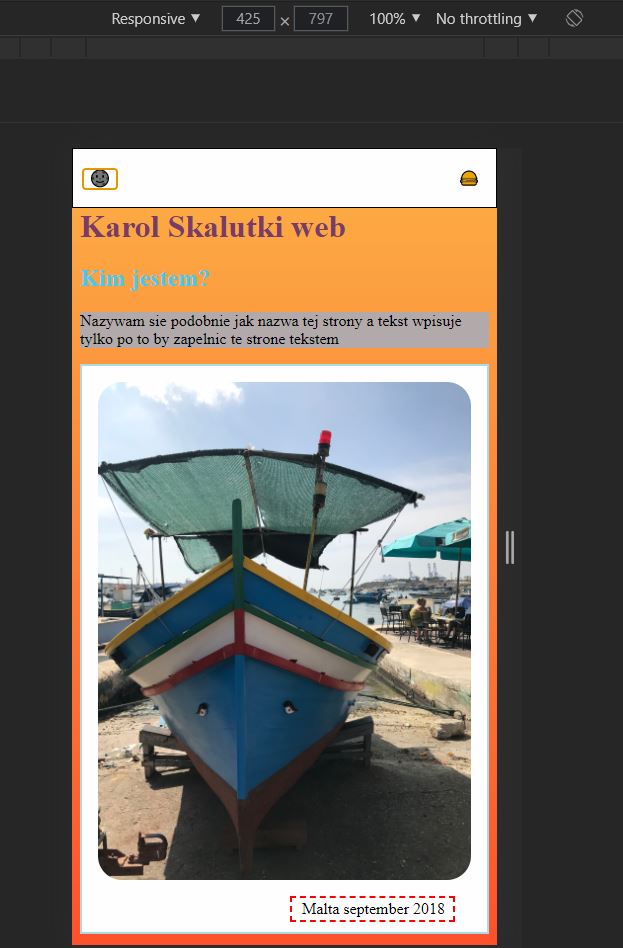 Responsive ▼ 425 × 797 100% ▼ No throttling ▼
Karol Skalutki web
Kim jestem?
Nazywam sie podobnie jak nazwa tej strony a tekst wpisuje
tylko po to by zapelnic te strone tekstem
Malta september 2018